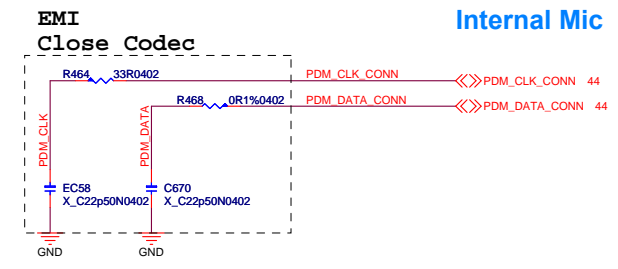 EMI
Internal Mic
Close Codec
R464 33R0402 PDM_CLK_CONN PDM_CLK_CONN 44
R468 0R1%0402 PDM_DATA_CONN PDM_DATA_CONN 44
PDM_CLK
PDM_DATA
EC58
X_C22p50N0402
C670
X_C22p50N0402
GND
GND